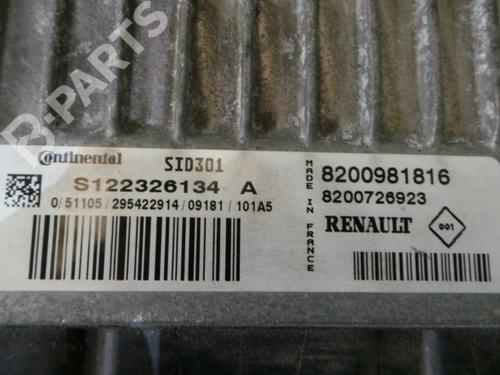 B-PARTS
Continental SID301
S122326134 A
0/51105/295422914/09181/101A5
MADE IN FRANCE
8200981816
8200726923
RENAULT 001